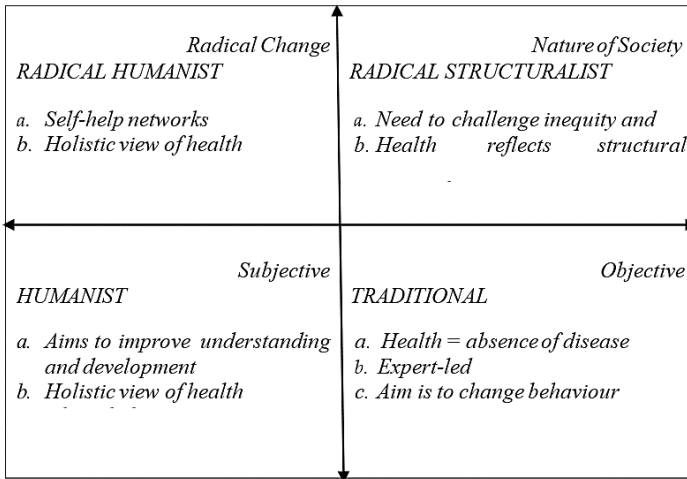 Radical Change
RADICAL HUMANIST
a. Self-help networks
b. Holistic view of health
Nature of Society
RADICAL STRUCTURALIST
a. Need to challenge inequity and
b. Health reflects structural
Subjective
HUMANIST
a. Aims to improve understanding
and development
b. Holistic view of health
Objective
TRADITIONAL
a. Health = absence of disease
b. Expert-led
c. Aim is to change behaviour